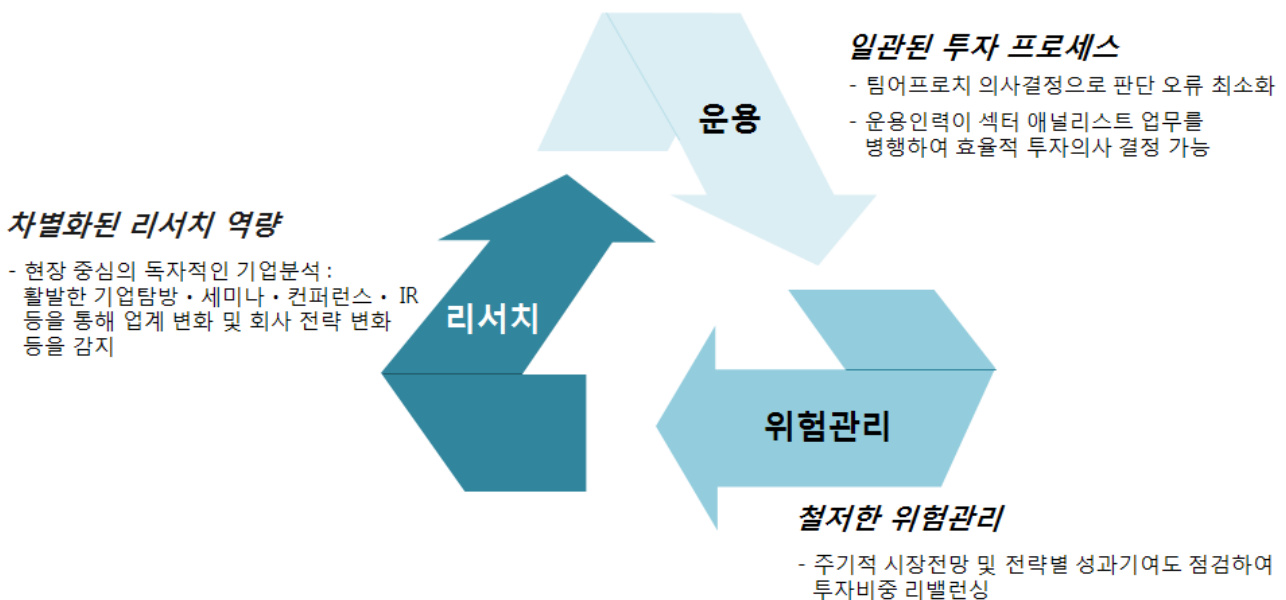 일관된 투자 프로세스
- 팀어프로치 의사결정으로 판단 오류 최소화
- 운용인력이 섹터 애널리스트 업무를
병행하여 효율적 투자의사 결정 가능
운용
차별화된 리서치 역량
- 현장 중심의 독자적인 기업분석 :
활발한 기업탐방・세미나・컨퍼런스・ IR
등을 통해 업계 변화 및 회사 전략 변화
등을 감지
리서치
위험관리
철저한 위험관리
- 주기적 시장전망 및 전략별 성과기여도 점검하여
투자비중 리밸런싱